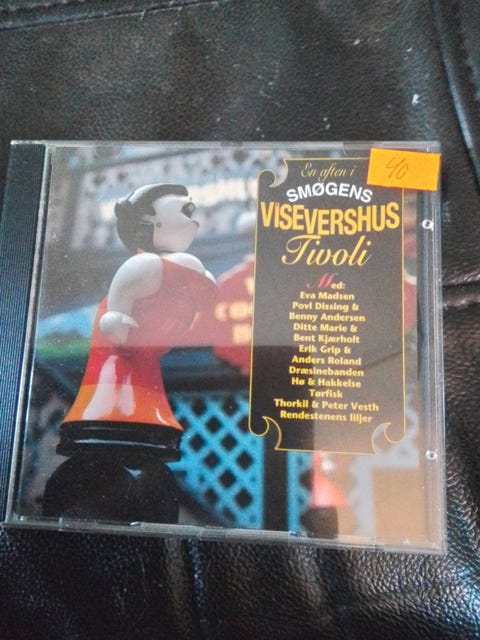 40
En aften i
SMØGENS
VISEVERSHUS
Tivoli
Med:
Eva Madsen
Povl Dissing &
Benny Andersen
Ditte Marie &
Bent Kjærholt
Erik Grip &
Anders Roland
Dræsinebanden
Hø & Hakkelse
Tørfisk
Thorkil & Peter Vesth
Rendestenens liljer